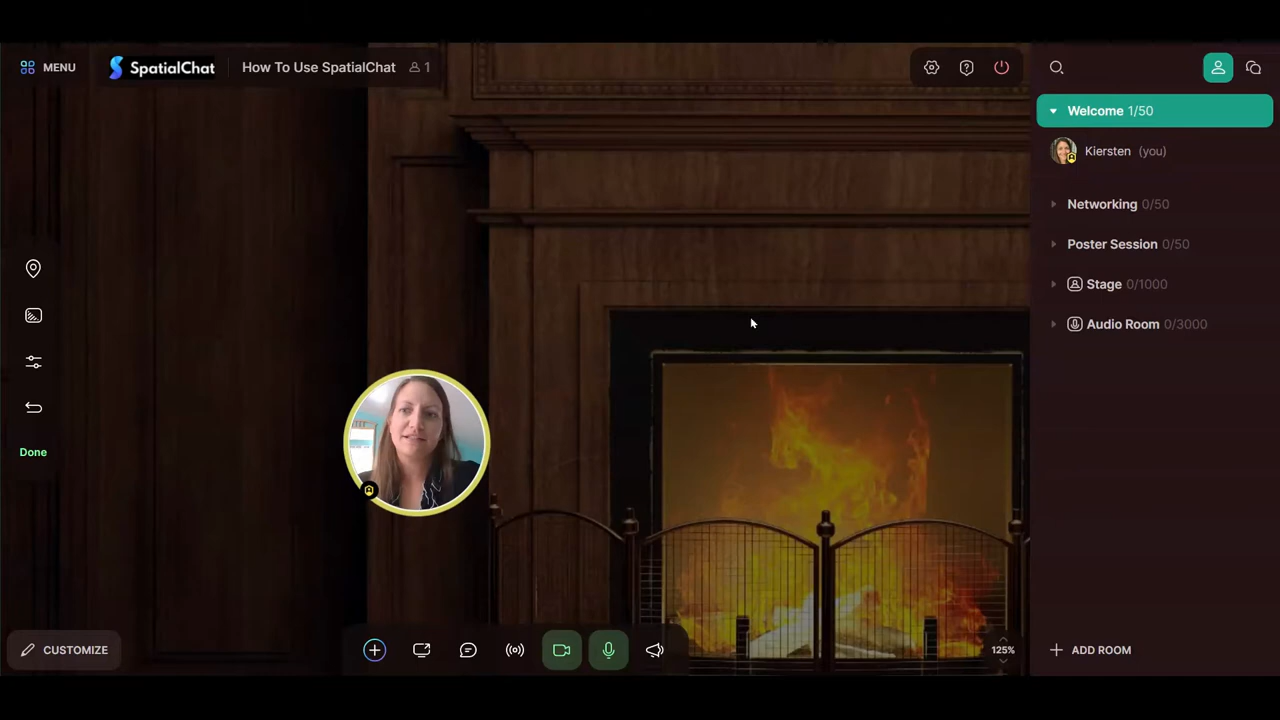 MENU
SpatialChat
How To Use SpatialChat
1
Welcome 1/50
Kiersten (you)
Networking 0/50
Poster Session 0/50
Stage 0/1000
Audio Room 0/3000
Done
CUSTOMIZE
125%
ADD ROOM